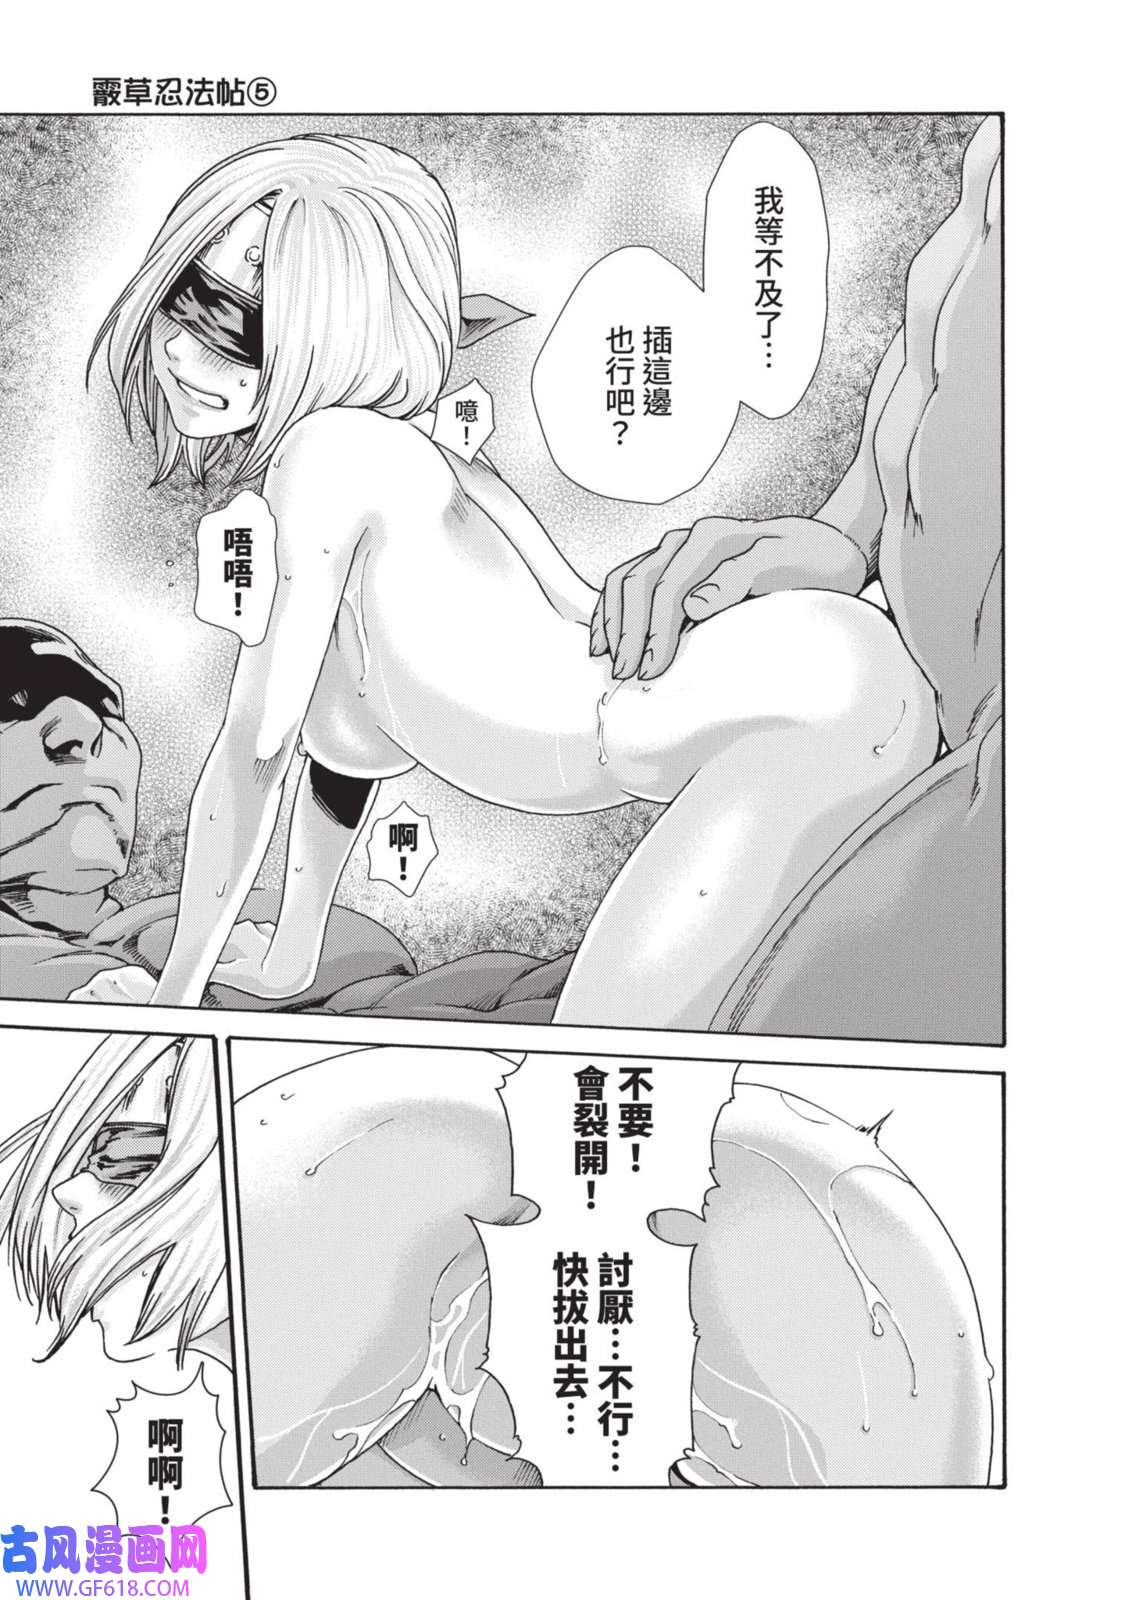 霞草忍法帖⑤
我等不及了…
插這邊
也行吧？
噫！
唔唔！
啊！
不要！
會裂開！
討厭…不行…
快拔出去…
啊啊！
古风漫画网
WWW.GF618.COM